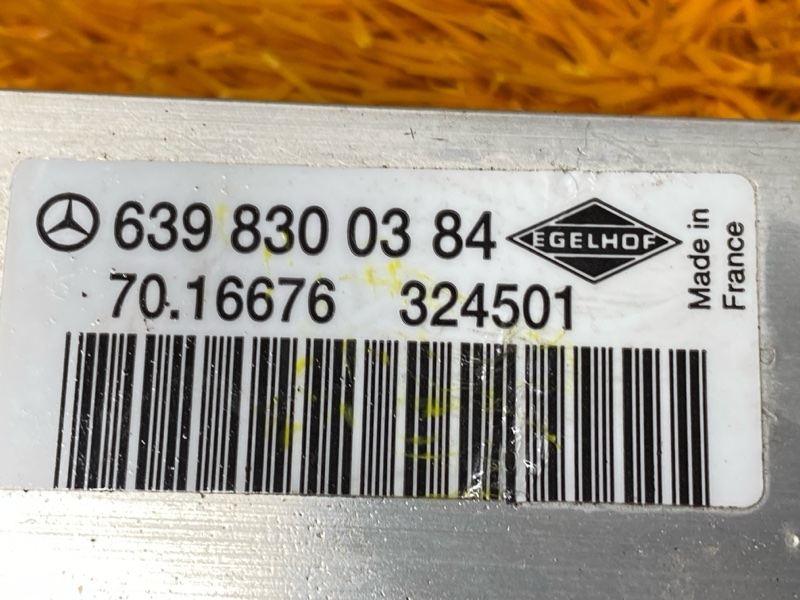 639 830 03 84 EGELHOF
70.16676 324501
Made in
France